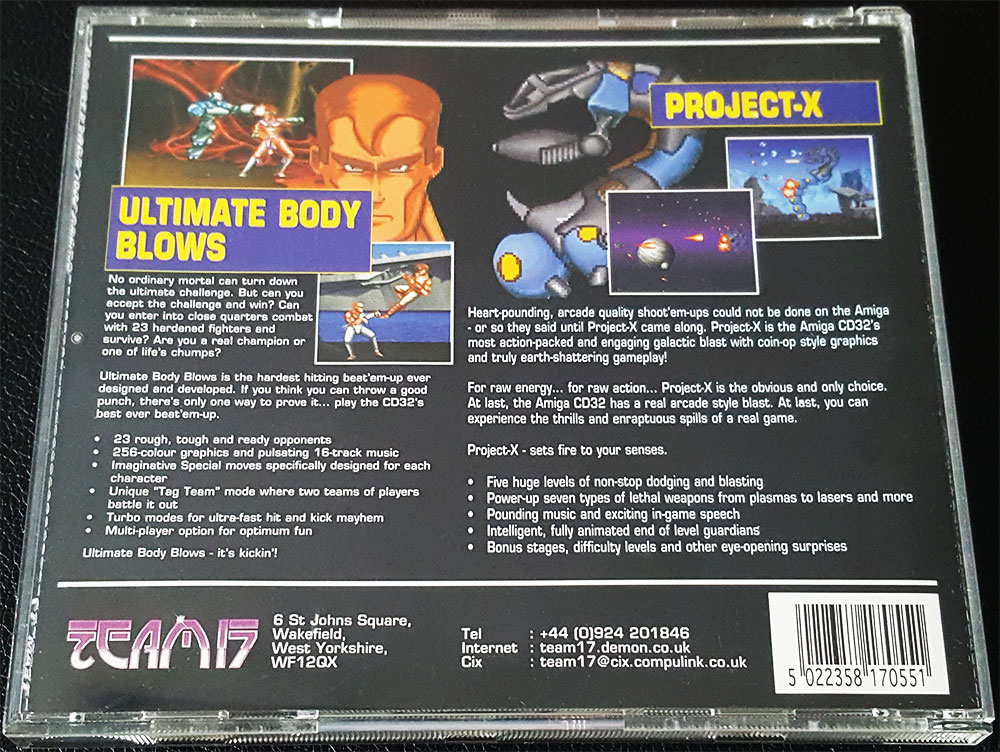 ULTIMATE BODY
BLOWS
No ordinary mortal can turn down
the ultimate challenge. But can you
accept the challenge and win? Can
you enter into close quarters combat
with 23 hardened fighters and
survive? Are you a real champion or
one of life's chumps?
Ultimate Body Blows is the hardest hitting beat'em-up ever
designed and developed. If you think you can throw a good
punch, there's only one way to prove it... play the CD32's
best ever beat'em-up.
• 23 rough, tough and ready opponents
• 256-colour graphics and pulsating 16-track music
• Imaginative Special moves specifically designed for each
character
• Unique "Tag Team" mode where two teams of players
battle it out
• Turbo modes for ultra-fast hit and kick mayhem
• Multi-player option for optimum fun
Ultimate Body Blows - it's kickin'!
PROJECT-X
Heart-pounding, arcade quality shoot'em-ups could not be done on the Amiga
- or so they said until Project-X came along. Project-X is the Amiga CD32's
most action-packed and engaging galactic blast with coin-op style graphics
and truly earth-shattering gameplay!
For raw energy... for raw action... Project-X is the obvious and only choice.
At last, the Amiga CD32 has a real arcade style blast. At last, you can
experience the thrills and enraptuous spills of a real game.
Project-X - sets fire to your senses.
• Five huge levels of non-stop dodging and blasting
• Power-up seven types of lethal weapons from plasmas to lasers and more
• Pounding music and exciting in-game speech
• Intelligent, fully animated end of level guardians
• Bonus stages, difficulty levels and other eye-opening surprises
TEAM17
6 St Johns Square,
Wakefield,
West Yorkshire,
WF12QX
Tel : +44 (0)924 201846
Internet : team17.demon.co.uk
Cix : team17@cix.compulink.co.uk
5 022358 170551